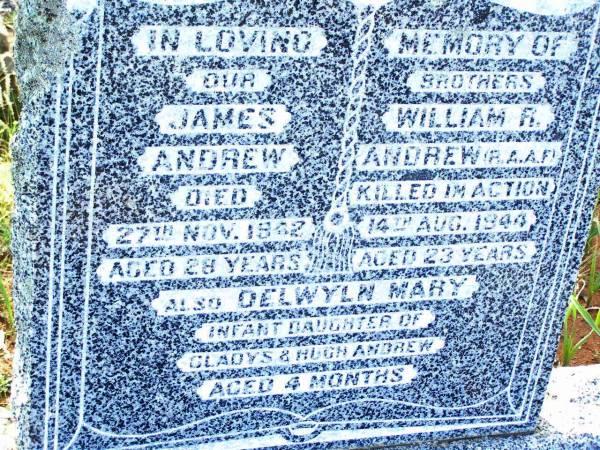 IN LOVING MEMORY OF
OUR BROTHERS
JAMES
ANDREW
DIED
27TH NOV. 1942
AGED 28 YEARS
WILLIAM R.
ANDREW (R.A.A.F)
KILLED IN ACTION
14TH AUG. 1944
AGED 23 YEARS
ALSO DELWYLN MARY
INFANT DAUGHTER OF
GLADYS & HUGH ANDREW
AGED 4 MONTHS